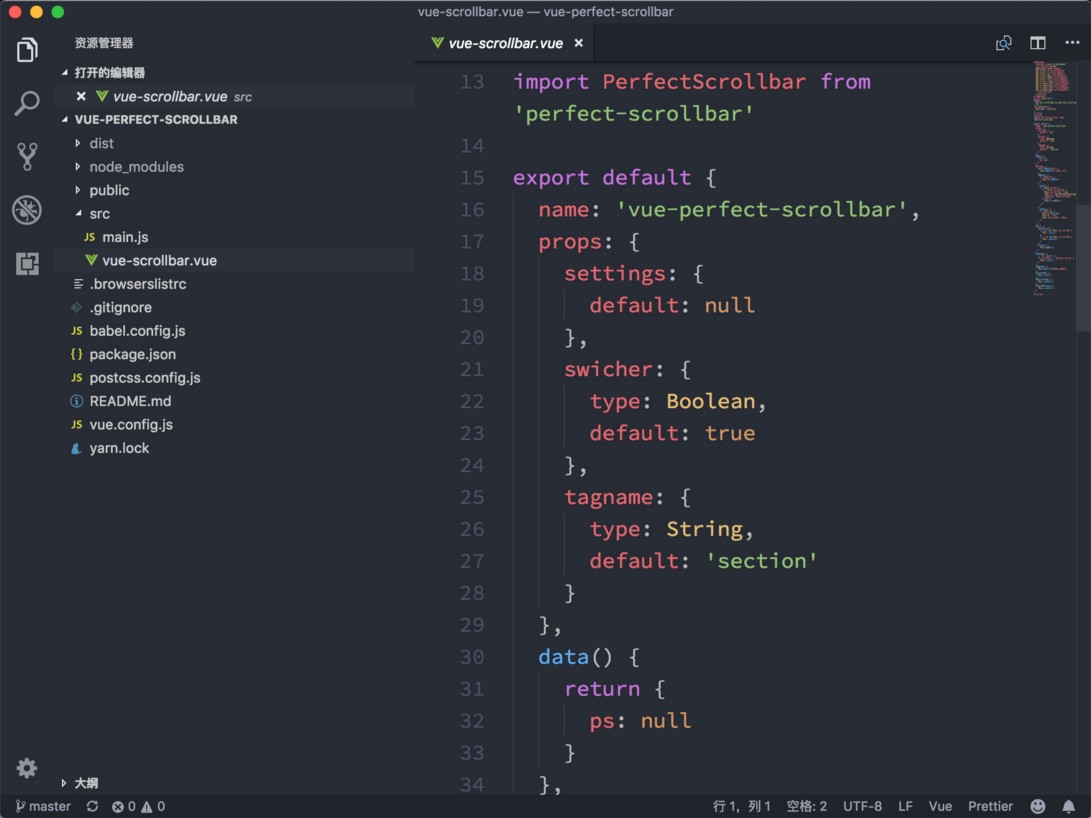 vue-scrollbar.vue — vue-perfect-scrollbar
资源管理器
打开的编辑器
vue-scrollbar.vue src
VUE-PERFECT-SCROLLBAR
dist
node_modules
public
src
JS main.js
vue-scrollbar.vue
.browserslistrc
.gitignore
JS babel.config.js
{} package.json
JS postcss.config.js
README.md
JS vue.config.js
yarn.lock
大纲
vue-scrollbar.vue
13 import PerfectScrollbar from
'perfect-scrollbar'
14
15 export default {
16 name: 'vue-perfect-scrollbar',
17 props: {
18 settings: {
19 default: null
20 },
21 swicher: {
22 type: Boolean,
23 default: true
24 },
25 tagname: {
26 type: String,
27 default: 'section'
28 }
29 },
30 data() {
31 return {
32 ps: null
33 }
34 },
master 0 0 行 1，列 1 空格: 2 UTF-8 LF Vue Prettier